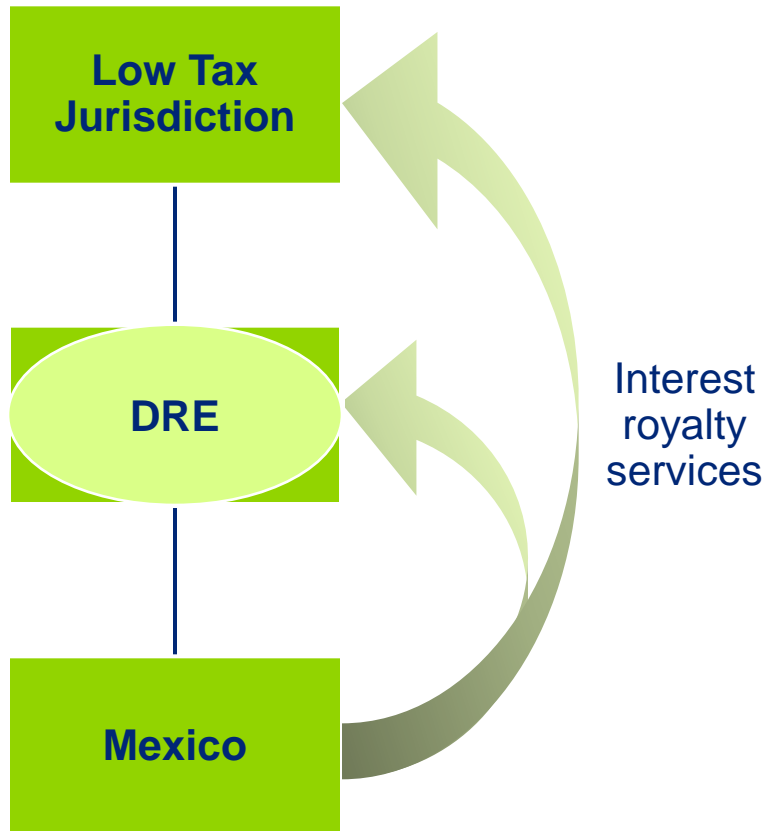 Low Tax
Jurisdiction
DRE
Interest
royalty
services
Mexico